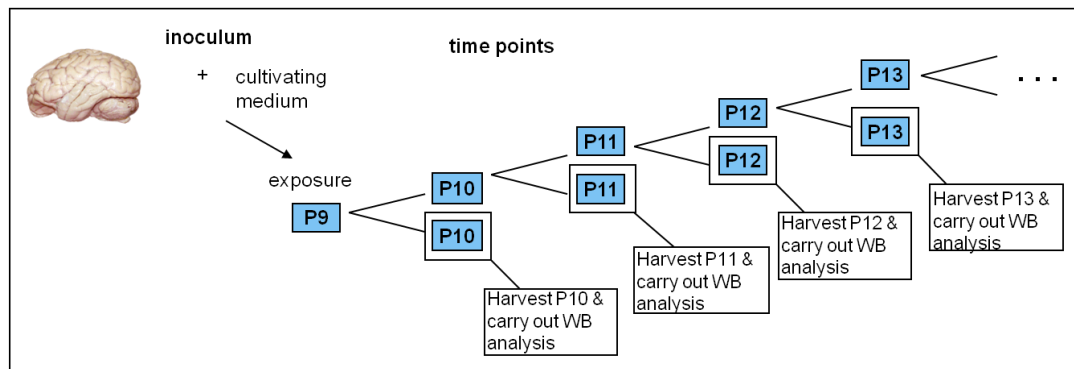 inoculum
+ cultivating
medium
time points
exposure
P9
P10
P10
P11
P11
P12
P12
P13
P13
. . .
Harvest P10 &
carry out WB
analysis
Harvest P11 &
carry out WB
analysis
Harvest P12 &
carry out WB
analysis
Harvest P13 &
carry out WB
analysis